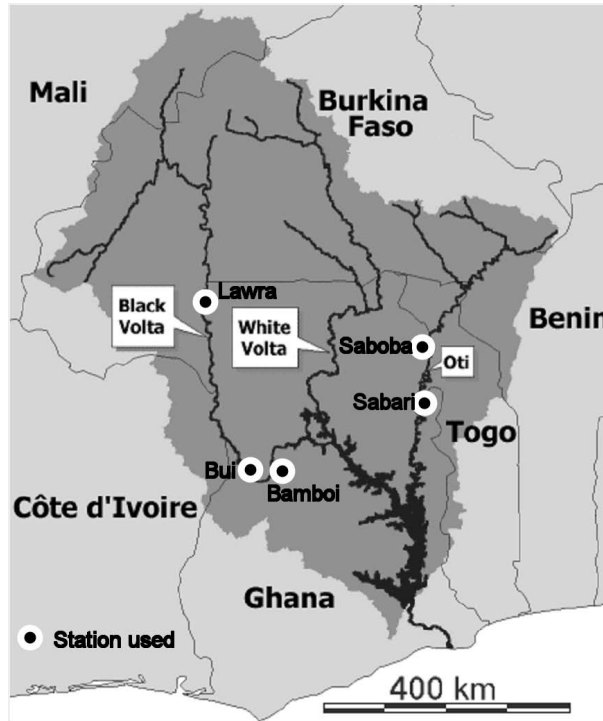 Mali
Burkina
Faso
Lawra
Black
Volta
White
Volta
Saboba
Oti
Benin
Sabari
Togo
Bui
Bamboi
Côte d'Ivoire
Ghana
Station used
400 km